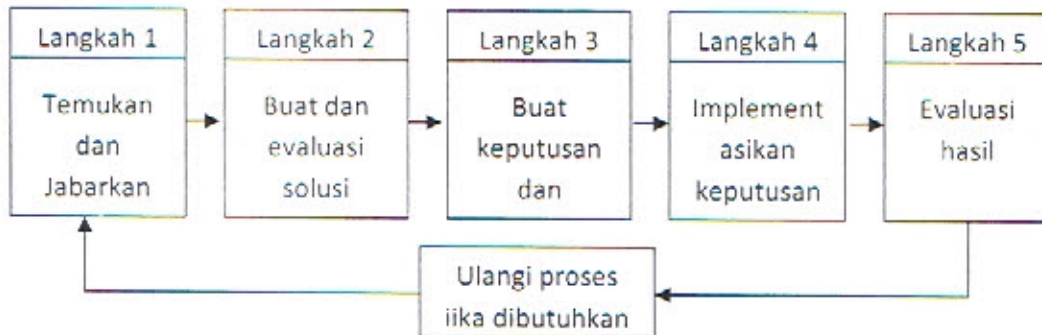 Langkah 1
Temukan
dan
Jabarkan
Langkah 2
Buat dan
evaluasi
solusi
Langkah 3
Buat
keputusan
dan
Langkah 4
Implement
asikan
keputusan
Langkah 5
Evaluasi
hasil
Ulangi proses
jika dibutuhkan